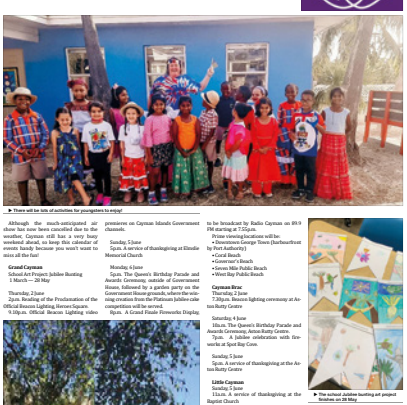 ▶ There will be lots of activities for youngsters to enjoy!
Although the much-anticipated air
show has now been cancelled due to the
weather, Cayman still has a very busy
weekend ahead, so keep this calendar of
events handy because you won't want to
miss all the fun!
Grand Cayman
School Art Project Jubilee Bunting
1 March — 28 May
Thursday, 2 June
2p.m. Reading of the Proclamation of the
Official Beacon Lighting, Heroes Square.
9.10p.m. Official Beacon Lighting video
premieres on Cayman Islands Government
channels.
Sunday, 5 June
5p.m. A service of thanksgiving at Elmslie
Memorial Church
Monday, 6 June
5p.m. The Queen's Birthday Parade and
Awards Ceremony, outside of Government
House, followed by a garden party on the
Government House grounds, where the win-
ning creation from the Platinum Jubilee cake
competition will be served.
8p.m. A Grand Finale Fireworks Display,
to be broadcast by Radio Cayman on 89.9
FM starting at 7.55p.m.
Prime viewing locations will be:
• Downtown George Town (harbourfront
by Port Authority)
• Coral Beach
• Governor's Beach
• Seven Mile Public Beach
• West Bay Public Beach
Cayman Brac
Thursday, 2 June
7.30p.m. Beacon lighting ceremony at As-
ton Rutty Centre
Saturday, 4 June
10a.m. The Queen's Birthday Parade and
Awards Ceremony, Aston Rutty Centre.
7p.m. A Jubilee celebration with fire-
works at Spot Bay Cove.
Sunday, 5 June
5p.m. A service of thanksgiving at the As-
ton Rutty Centre
Little Cayman
Sunday, 5 June
11a.m. A service of thanksgiving at the
Baptist Church
▶ The school Jubilee bunting art project
finishes on 28 May